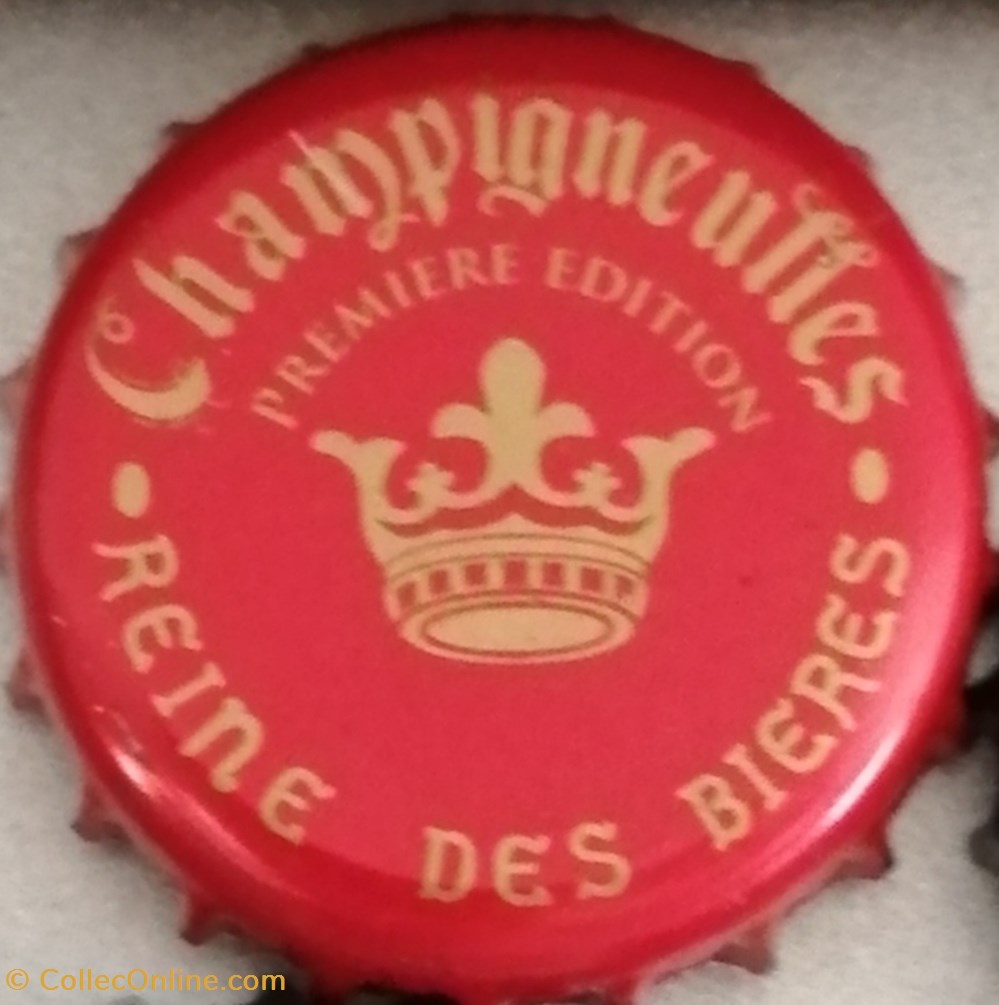 Champigneulles
PREMIERE EDITION
REINE DES BIERES
© CollecOnline.com